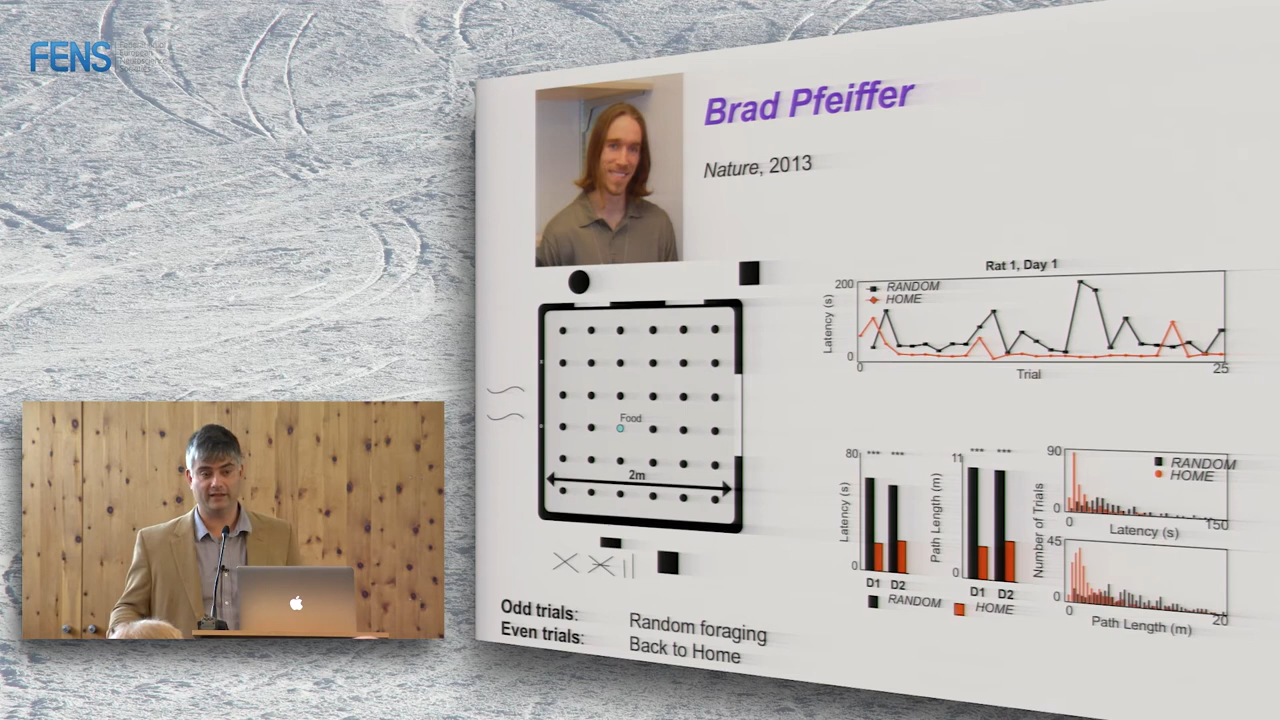 FENS
Brad Pfeiffer
Nature, 2013
Rat 1, Day 1
200
RANDOM
HOME
Latency (s)
0
0
25
Trial
Food
2m
80
*** ***
Latency (s)
0
D1 D2
11
*** ***
Path Length (m)
0
D1 D2
RANDOM
HOME
90
RANDOM
HOME
Number of Trials
0
0
150
Latency (s)
45
0
0
20
Path Length (m)
Odd trials: Random foraging
Even trials: Back to Home